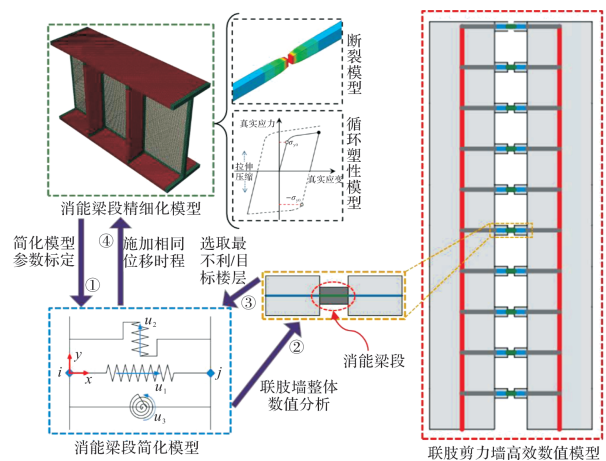 断裂模型
真实应力
σy0
拉伸
压缩
真实应变
循环塑性模型
消能梁段精细化模型
简化模型
参数标定
①
④
施加相同
位移时程
选取最
不利/目
标楼层
③
②
消能梁段
联肢墙整体
数值分析
u2
y
i
x
u1
j
u3
消能梁段简化模型
联肢剪力墙高效数值模型